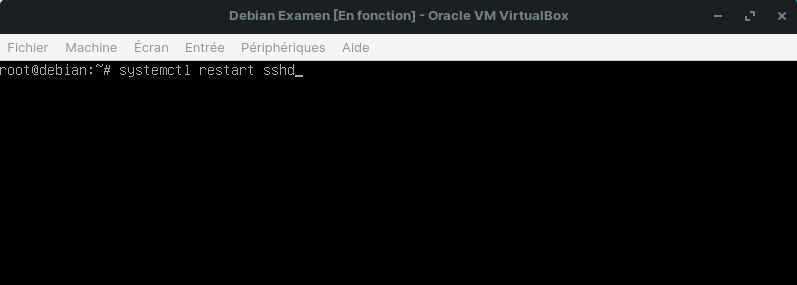 Debian Examen [En fonction] - Oracle VM VirtualBox
Fichier Machine Écran Entrée Périphériques Aide
root@debian:~# systemctl restart sshd_